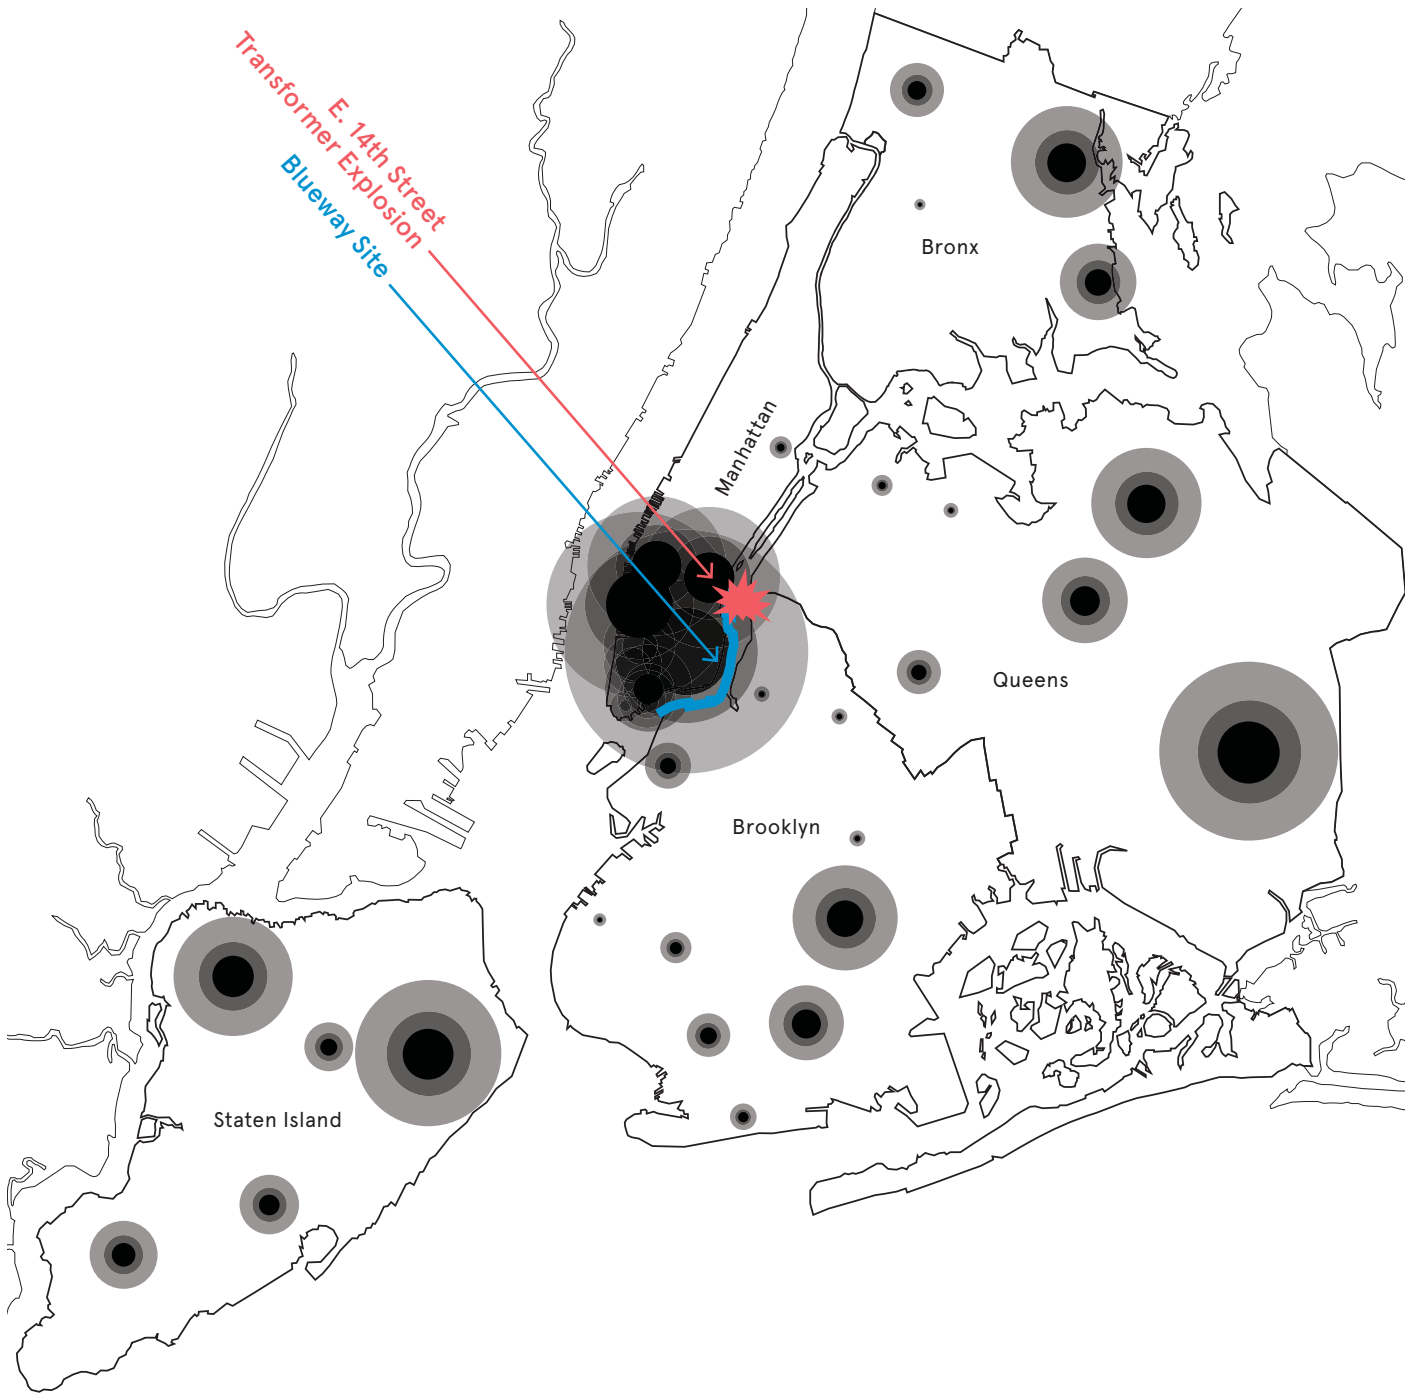 E. 14th Street
Transformer Explosion
Blueway Site
Bronx
Manhattan
Queens
Brooklyn
Staten Island